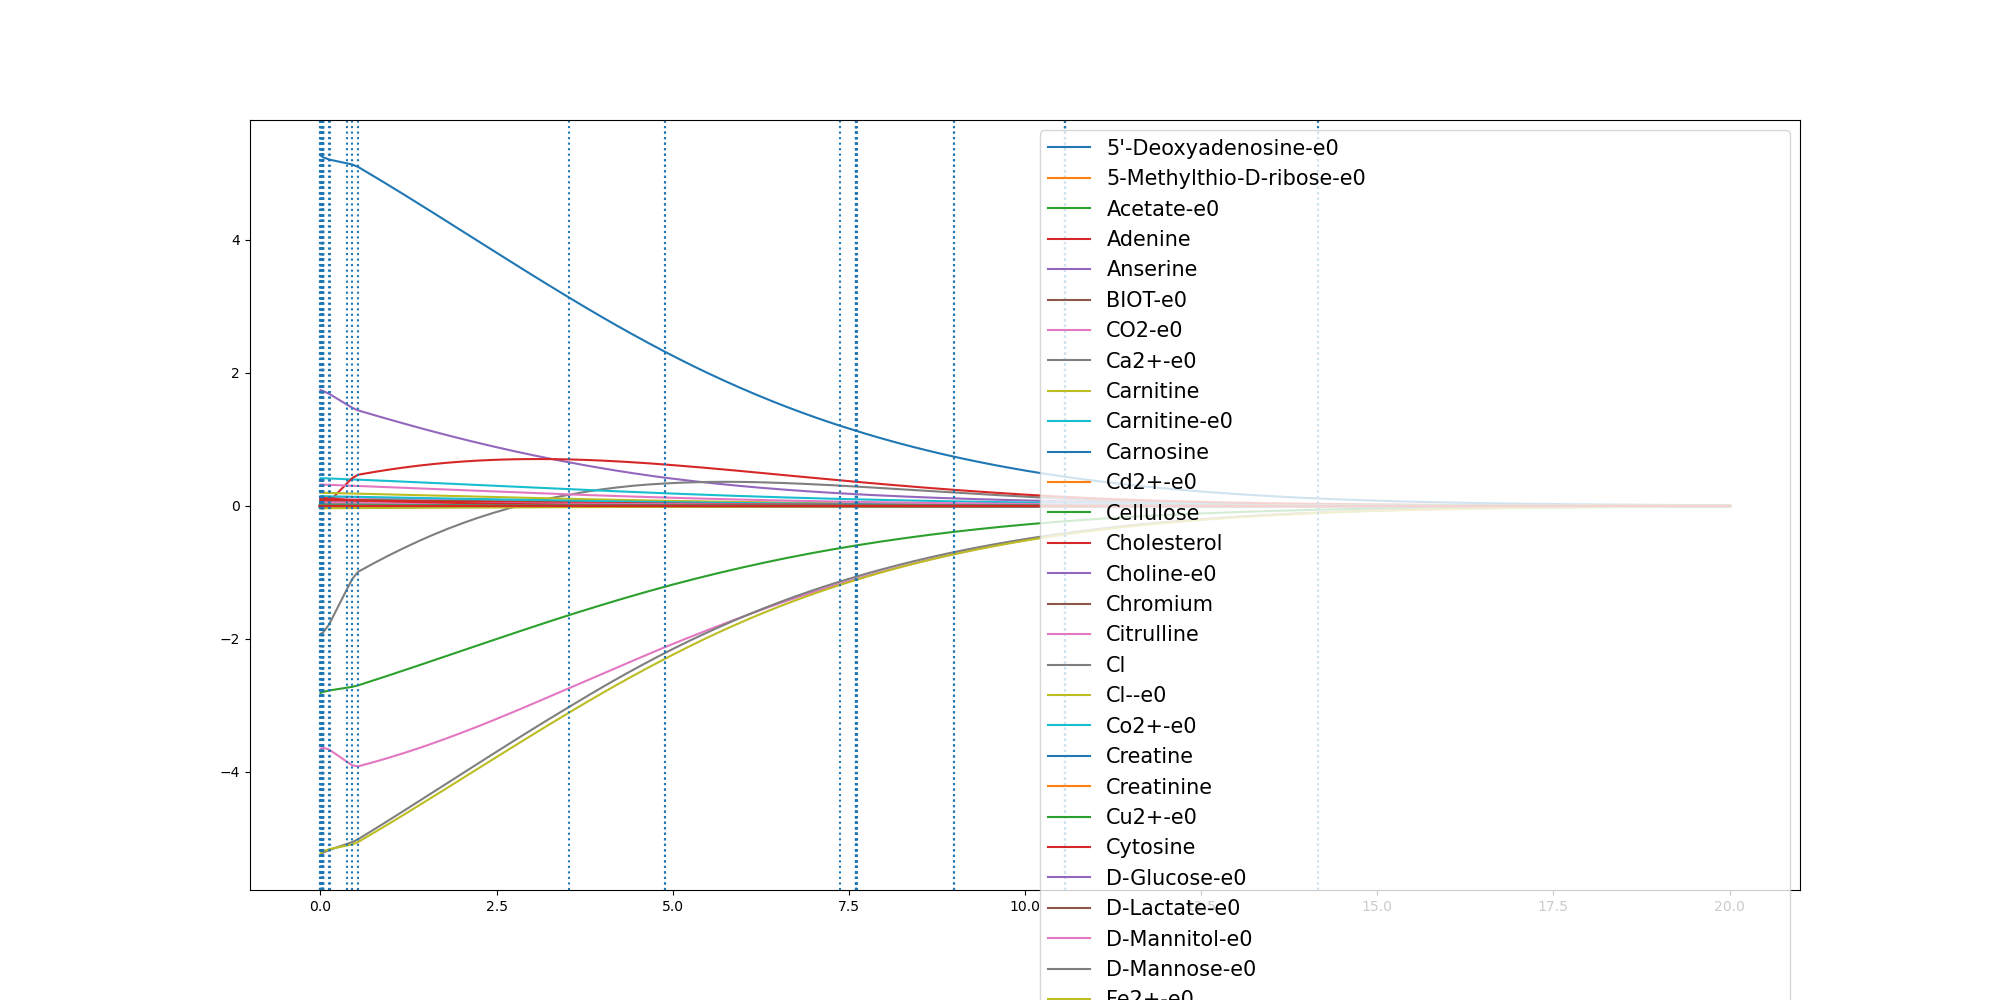 4
2
0
−2
−4
0.0
2.5
5.0
7.5
10.0
15.0
17.5
20.0
5'-Deoxyadenosine-e0
5-Methylthio-D-ribose-e0
Acetate-e0
Adenine
Anserine
BIOT-e0
CO2-e0
Ca2+-e0
Carnitine
Carnitine-e0
Carnosine
Cd2+-e0
Cellulose
Cholesterol
Choline-e0
Chromium
Citrulline
Cl
Cl--e0
Co2+-e0
Creatine
Creatinine
Cu2+-e0
Cytosine
D-Glucose-e0
D-Lactate-e0
D-Mannitol-e0
D-Mannose-e0
Fe2+-e0